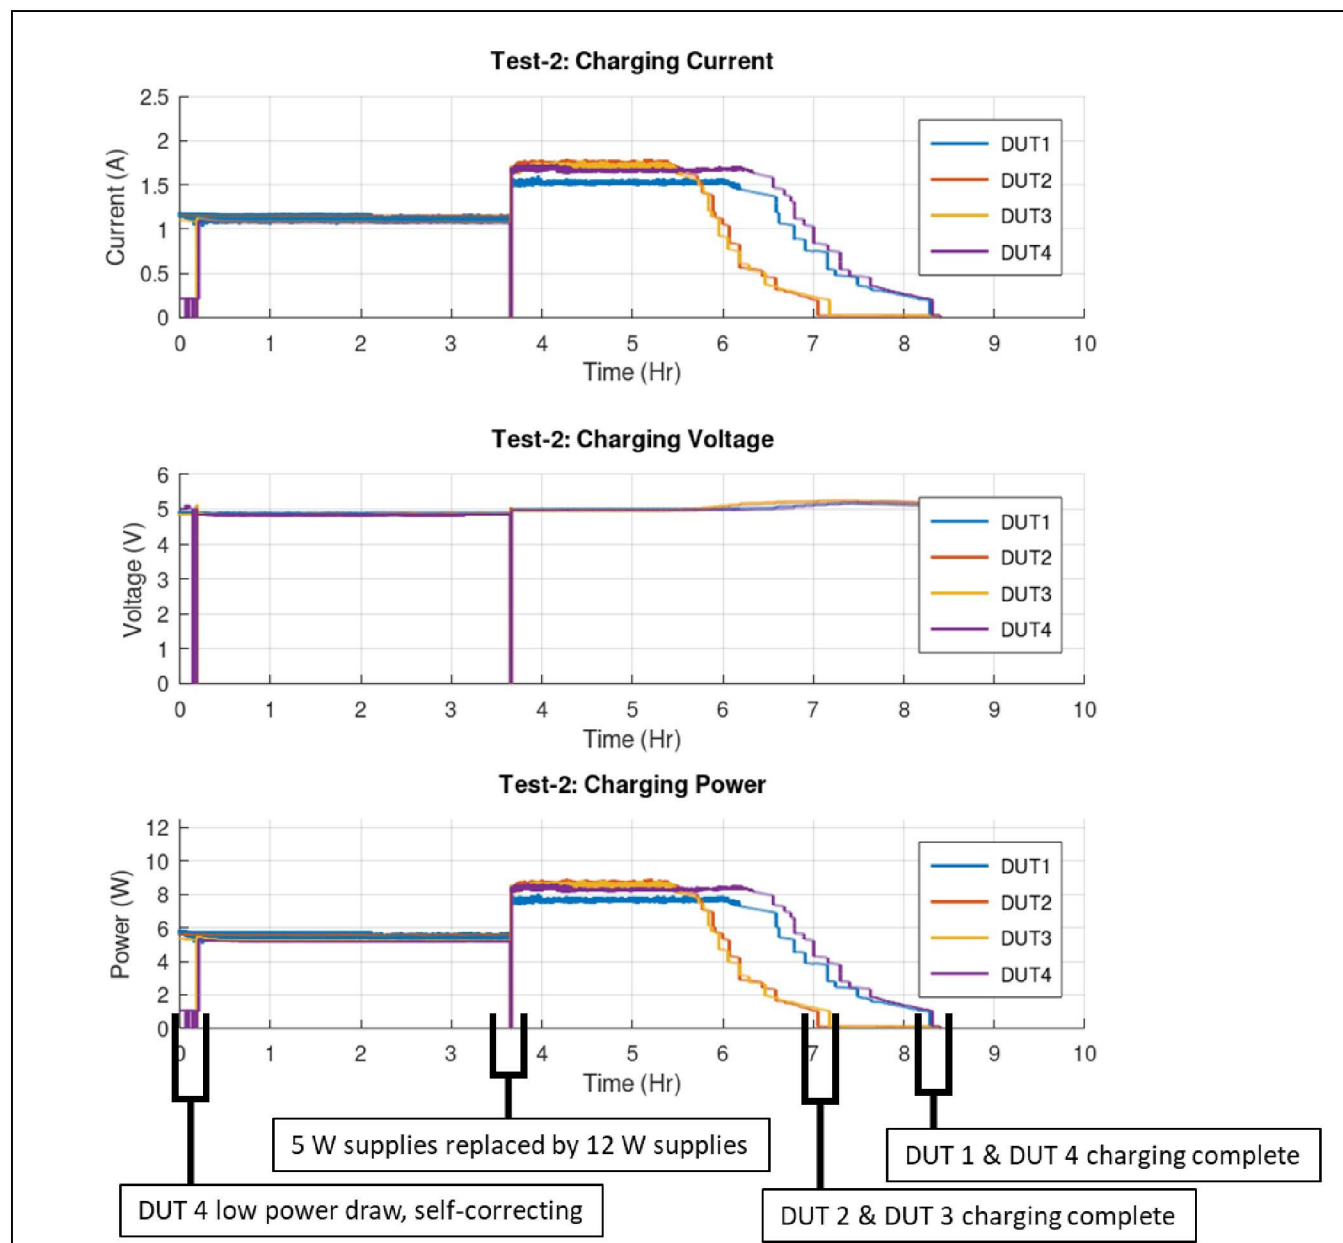 Test-2: Charging Current
2.5
2
1.5
1
0.5
0
Current (A)
DUT1
DUT2
DUT3
DUT4
0 1 2 3 4 5 6 7 8 9 10
Time (Hr)
Test-2: Charging Voltage
6
5
4
3
2
1
0
Voltage (V)
DUT1
DUT2
DUT3
DUT4
0 1 2 3 4 5 6 7 8 9 10
Time (Hr)
Test-2: Charging Power
12
10
8
6
4
2
0
Power (W)
DUT1
DUT2
DUT3
DUT4
0 1 2 3 4 5 6 7 8 9 10
Time (Hr)
5 W supplies replaced by 12 W supplies
DUT 1 & DUT 4 charging complete
DUT 4 low power draw, self-correcting
DUT 2 & DUT 3 charging complete